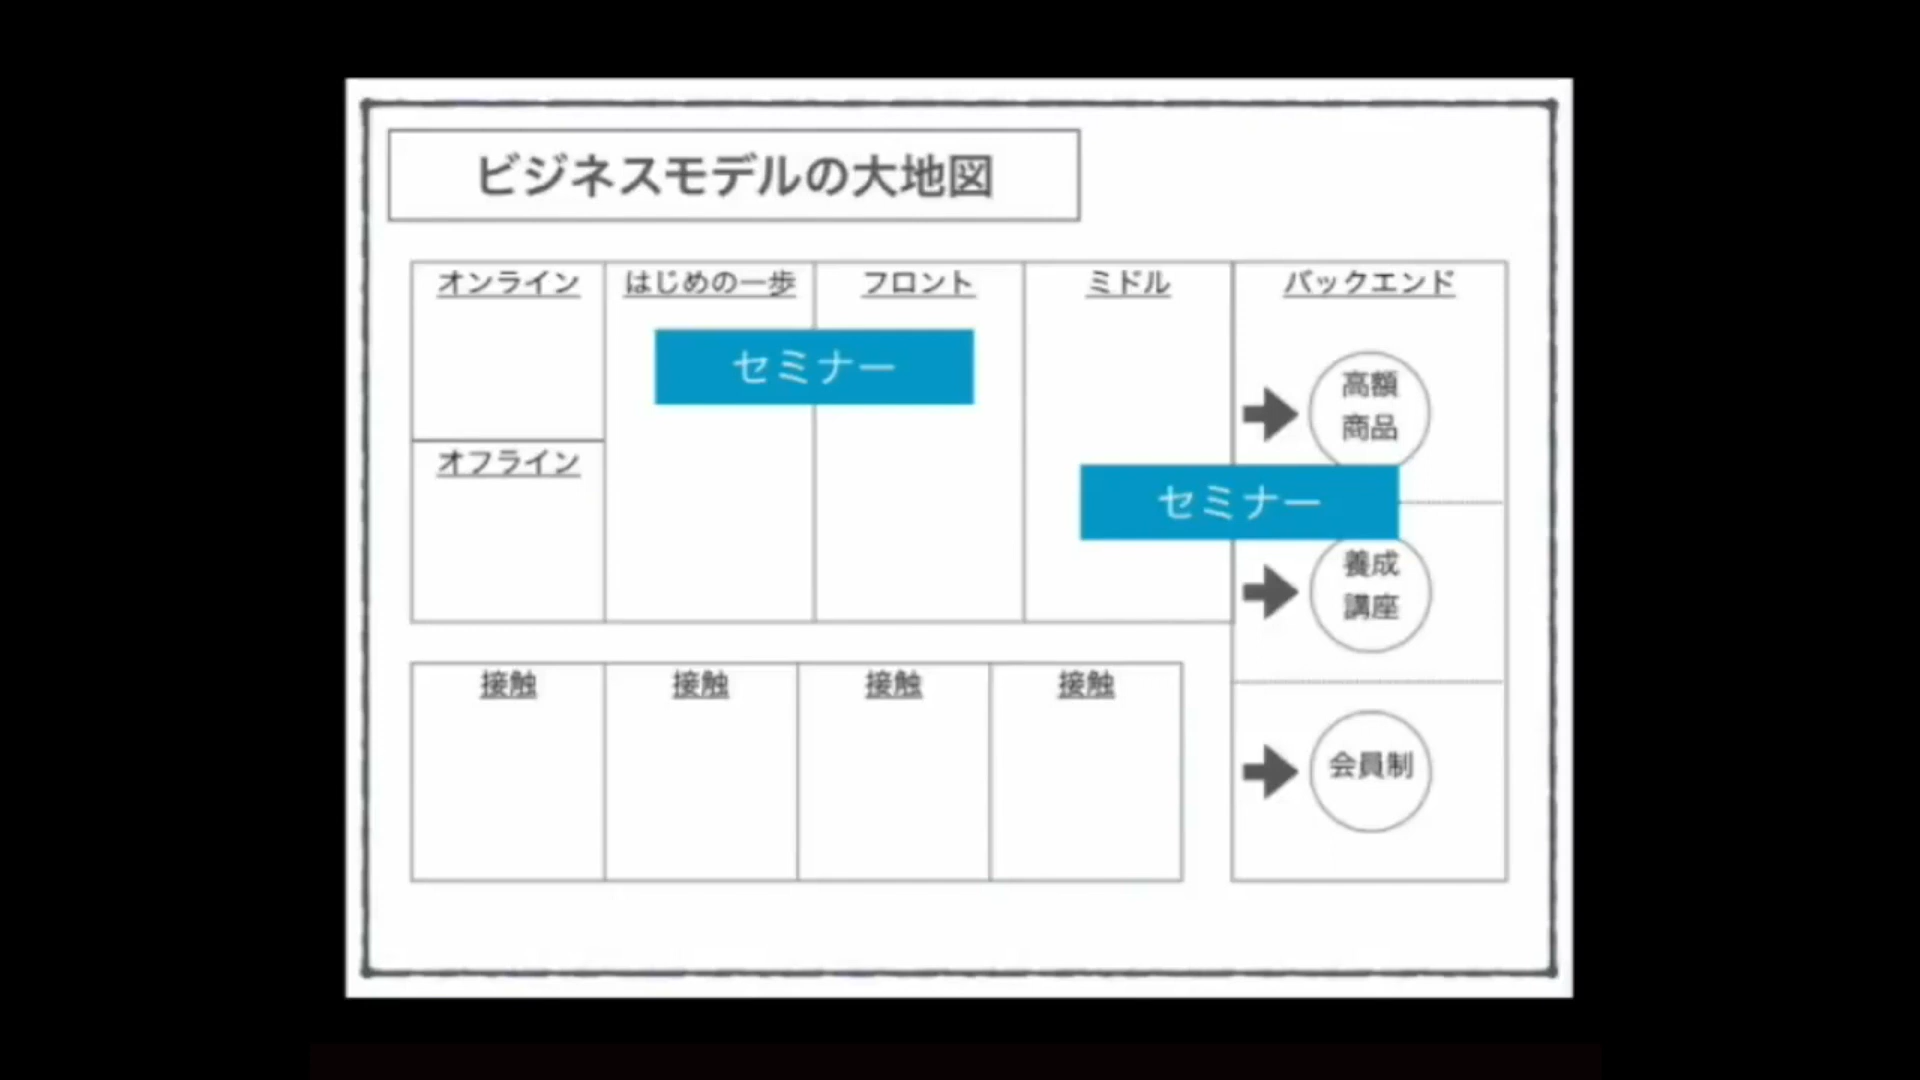 ビジネスモデルの大地図
オンライン
はじめの一歩
フロント
ミドル
バックエンド
セミナー
高額
商品
オフライン
セミナー
養成
講座
接触
接触
接触
接触
会員制